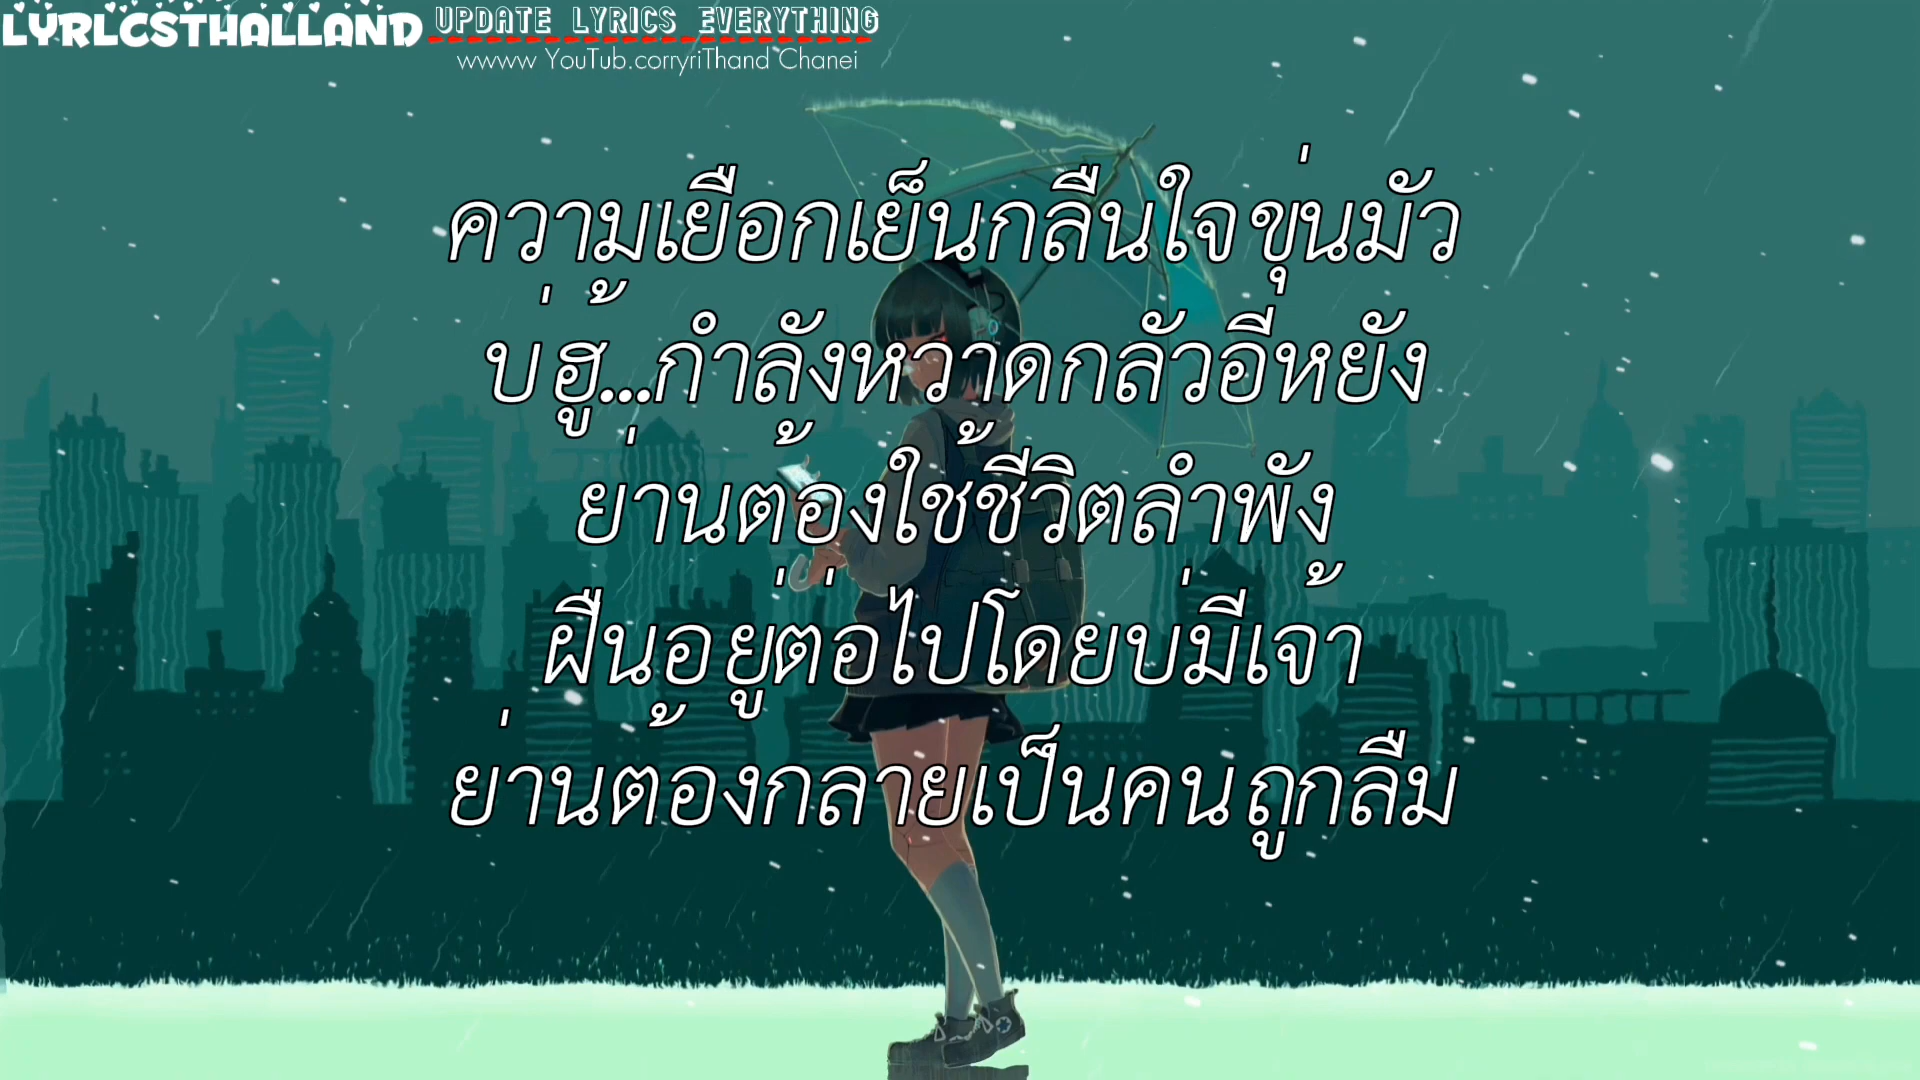 LYRLCSTHALLAND UPDATE LYRICS EVERYTHING
wwww YouTub.corryriThand Chanei
ความเยือกเย็นกลืนใจขุ่นมัว
บ่ฮู้...กำลังหวาดกลัวอีหยัง
ย่านต้องใช้ชีวิตลำพัง
ฝืนอยู่ต่อไปโดยบ่มีเจ้า
ย่านต้องกลายเป็นคนถูกลืม